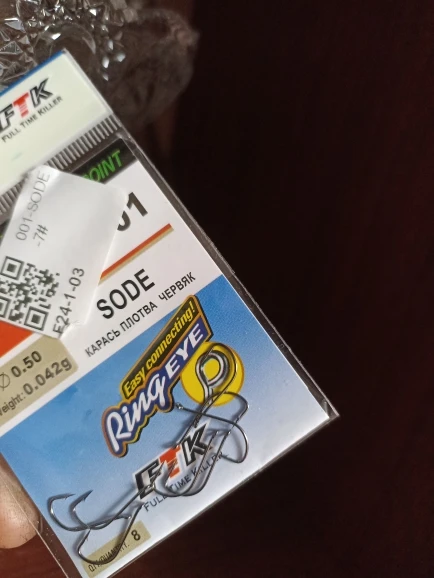 FTK
FULL TIME KILLER
POINT
001-SODE
-7#
F24-1-03
01
SODE
КАРАСЬ ПЛОТВА ЧЕРВЯК
Ø 0.50
Weight: 0.042g
Easy connecting!
Ring EYE
FTK
FULL TIME KILLER
8